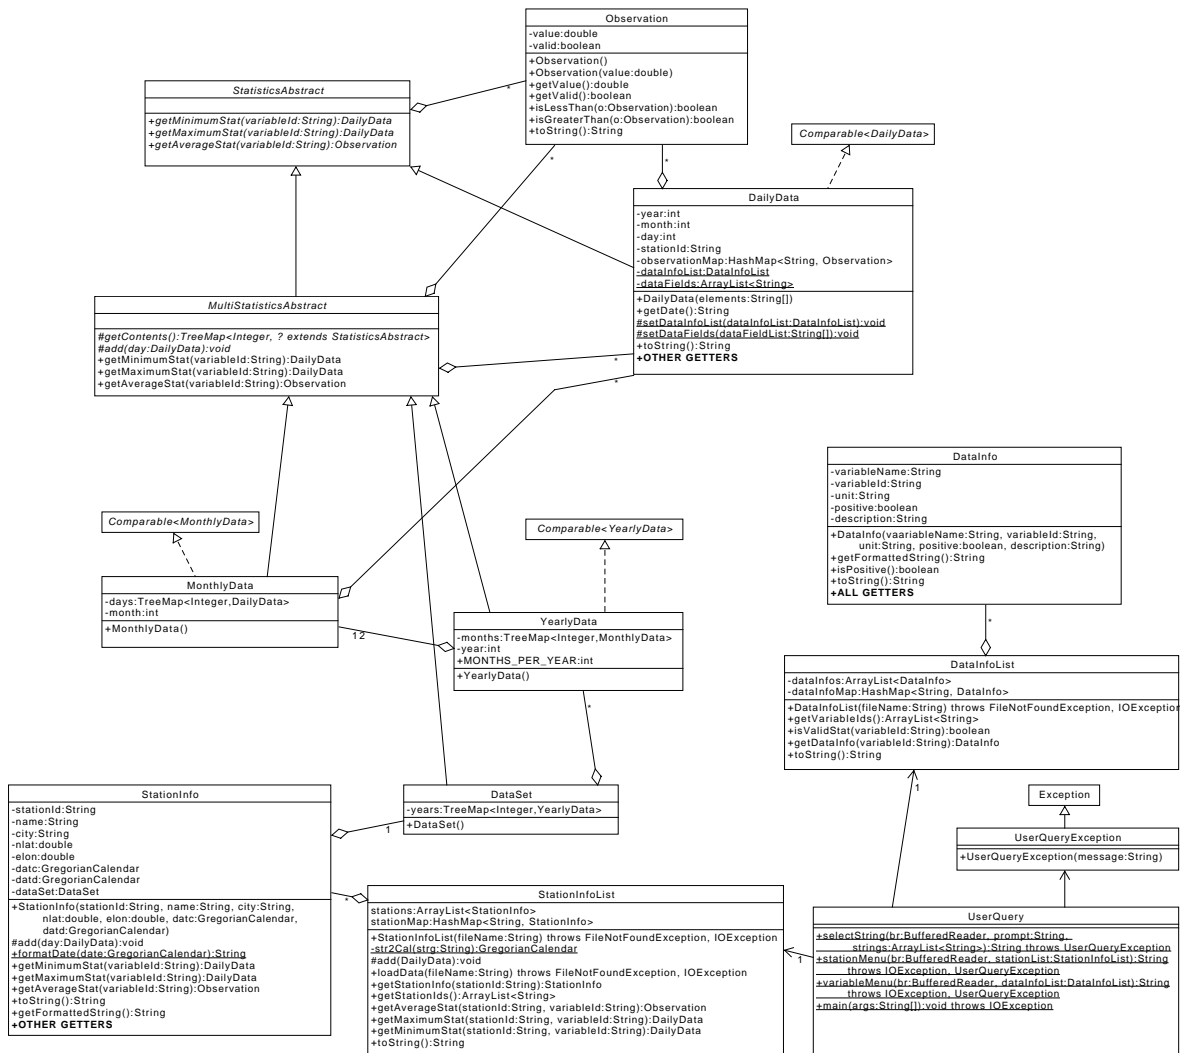 Observation
-value:double
-valid:boolean
+Observation()
+Observation(value:double)
+getValue():double
+getValid():boolean
+isLessThan(o:Observation):boolean
+isGreaterThan(o:Observation):boolean
+toString():String
StatisticsAbstract
+getMinimumStat(variableId:String):DailyData
+getMaximumStat(variableId:String):DailyData
+getAverageStat(variableId:String):Observation
*
*
*
Comparable<DailyData>
DailyData
-year:int
-month:int
-day:int
-stationId:String
-observationMap:HashMap<String, Observation>
-dataInfoList:DataInfoList
-dataFields:ArrayList<String>
+DailyData(elements:String[])
+getDate():String
#setDataInfoList(dataInfoList:DataInfoList):void
#setDataFields(dataFieldList:String[]):void
+toString():String
+OTHER GETTERS
MultiStatisticsAbstract
#getContents():TreeMap<Integer, ? extends StatisticsAbstract>
#add(day:DailyData):void
+getMinimumStat(variableId:String):DailyData
+getMaximumStat(variableId:String):DailyData
+getAverageStat(variableId:String):Observation
*
*
DataInfo
-variableName:String
-variableId:String
-unit:String
-positive:boolean
-description:String
+DataInfo(vaariableName:String, variableId:String,
unit:String, positive:boolean, description:String)
+getFormattedString():String
+isPositive():boolean
+toString():String
+ALL GETTERS
*
Comparable<MonthlyData>
Comparable<YearlyData>
MonthlyData
-days:TreeMap<Integer,DailyData>
-month:int
+MonthlyData()
12
YearlyData
-months:TreeMap<Integer,MonthlyData>
-year:int
+MONTHS_PER_YEAR:int
+YearlyData()
*
DataInfoList
-dataInfos:ArrayList<DataInfo>
-dataInfoMap:HashMap<String, DataInfo>
+DataInfoList(fileName:String) throws FileNotFoundException, IOException
+getVariableIds():ArrayList<String>
+isValidStat(variableId:String):boolean
+getDataInfo(variableId:String):DataInfo
+toString():String
1
StationInfo
-stationId:String
-name:String
-city:String
-nlat:double
-elon:double
-datc:GregorianCalendar
-datd:GregorianCalendar
-dataSet:DataSet
+StationInfo(stationId:String, name:String, city:String,
nlat:double, elon:double, datc:GregorianCalendar,
datd:GregorianCalendar)
#add(day:DailyData):void
+formatDate(date:GregorianCalendar):String
+getMinimumStat(variableId:String):DailyData
+getMaximumStat(variableId:String):DailyData
+getAverageStat(variableId:String):Observation
+toString():String
+getFormattedString():String
+OTHER GETTERS
1
DataSet
-years:TreeMap<Integer,YearlyData>
+DataSet()
*
StationInfoList
stations:ArrayList<StationInfo>
stationMap:HashMap<String, StationInfo>
+StationInfoList(fileName:String) throws FileNotFoundException, IOException
-str2Cal(strg:String):GregorianCalendar
#add(DailyData):void
+loadData(fileName:String) throws FileNotFoundException, IOException
+getStation(stationId:String):StationInfo
+getStationIds():ArrayList<String>
+getAverageStat(stationId:String, variableId:String):Observation
+getMaximumStat(stationId:String, variableId:String):DailyData
+getMinimumStat(stationId:String, variableId:String):DailyData
+toString():String
1
Exception
UserQueryException
+UserQueryException(message:String)
UserQuery
+selectString(br:BufferedReader, prompt:String,
strings:ArrayList<String>):String throws UserQueryException
+stationMenu(br:BufferedReader, stationList:StationInfoList):String
throws IOException, UserQueryException
+variableMenu(br:BufferedReader, dataInfoList:DataInfoList):String
throws IOException, UserQueryException
+main(args:String[]):void throws IOException